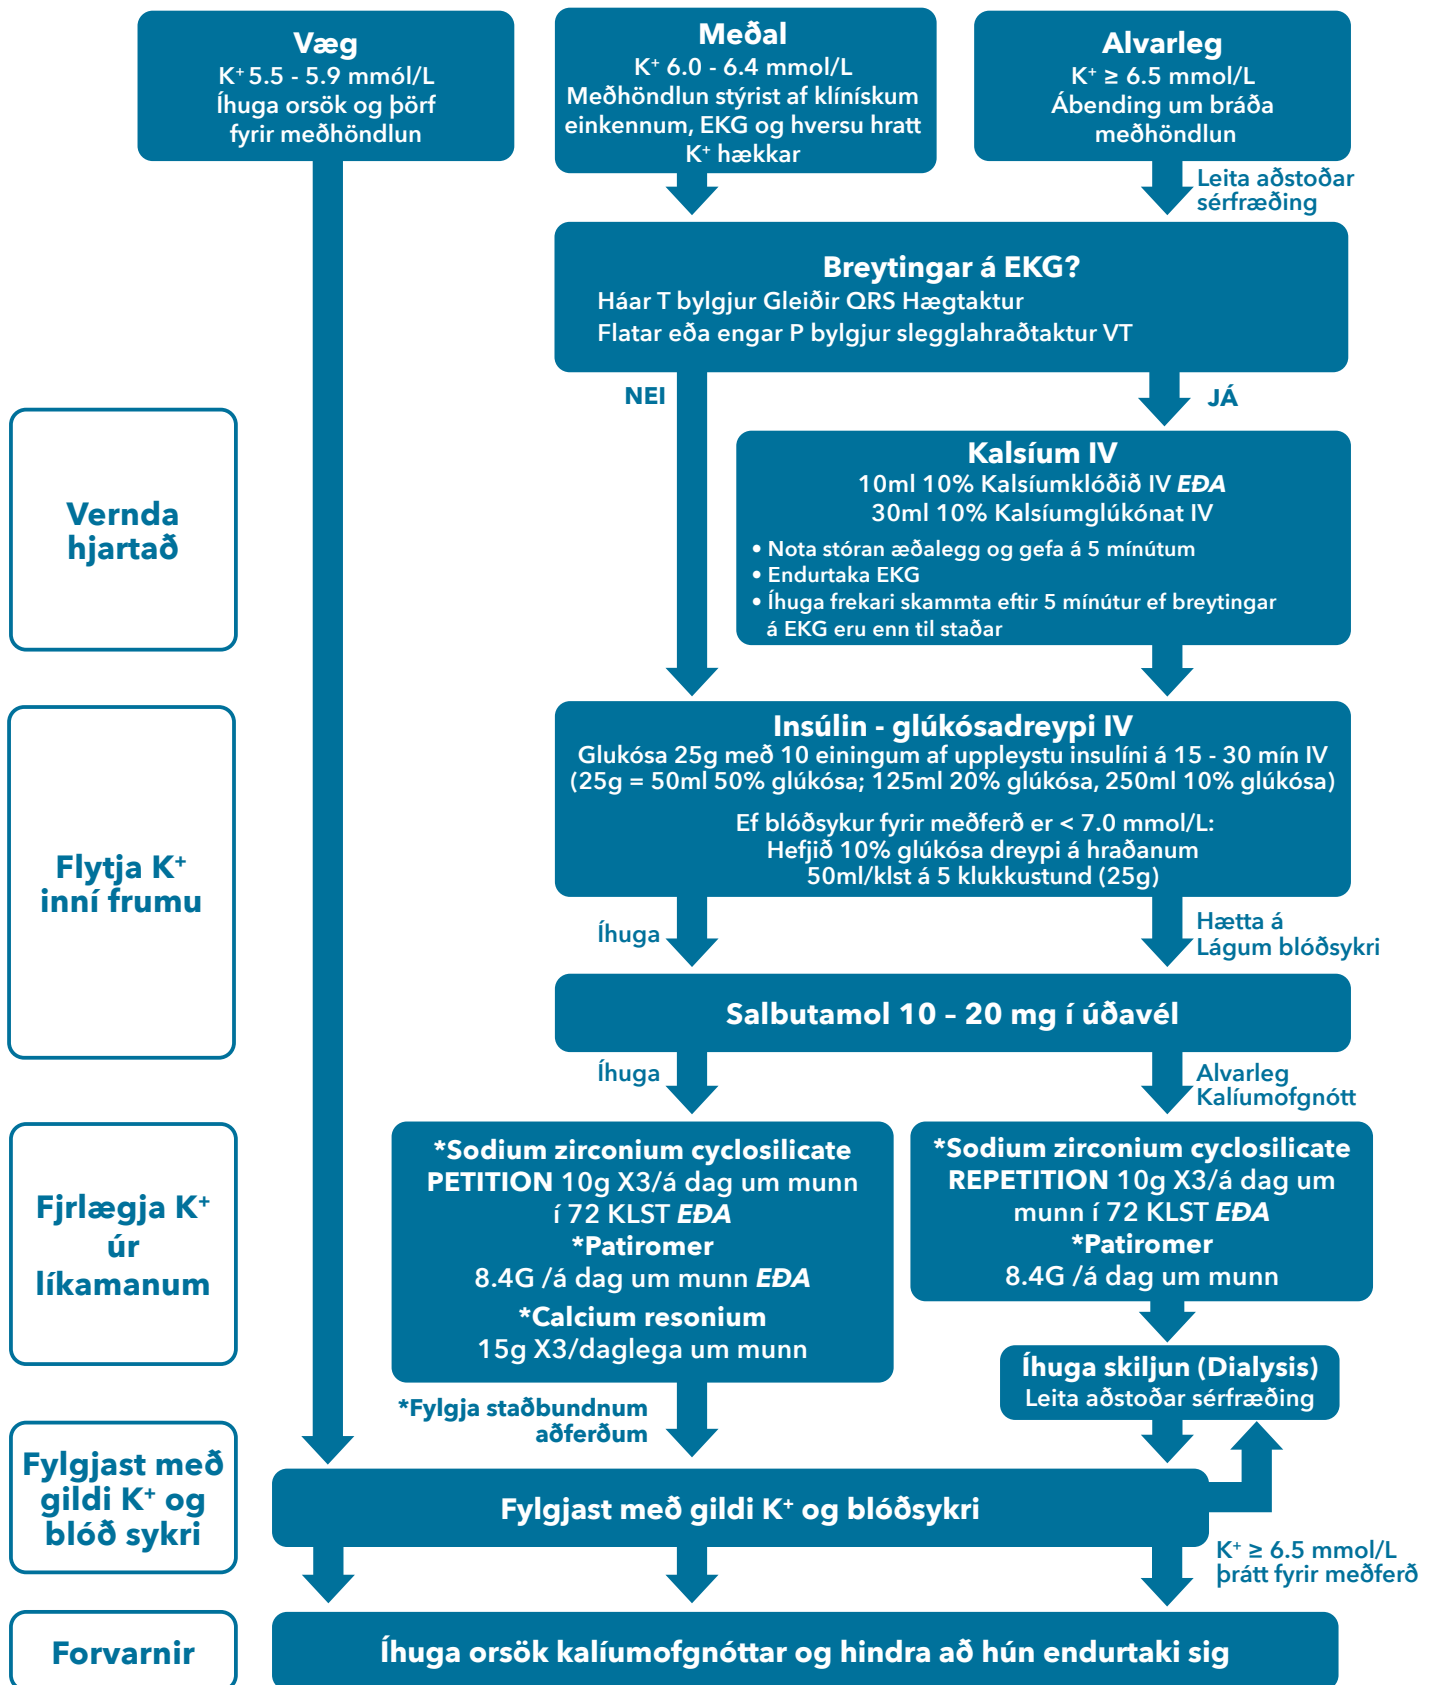 Væg
K⁺ 5.5 - 5.9 mmól/L
Íhuga orsök og þörf
fyrir meðhöndlun
Meðal
K⁺ 6.0 - 6.4 mmol/L
Meðhöndlun stýrist af klínískum
einkennum, EKG og hversu hratt
K⁺ hækkar
Alvarleg
K⁺ ≥ 6.5 mmol/L
Ábending um bráða
meðhöndlun
Leita aðstoðar
sérfræðing
Breytingar á EKG?
Háar T bylgjur Gleiðir QRS Hægtaktur
Flatar eða engar P bylgjur slegglahraðtaktur VT
NEI
JÁ
Vernda
hjartað
Kalsíum IV
10ml 10% Kalsíumklóðið IV EÐA
30ml 10% Kalsíumglúkónat IV
• Nota stóran æðalegg og gefa á 5 mínútum
• Endurtaka EKG
• Íhuga frekari skammta eftir 5 mínútur ef breytingar
á EKG eru enn til staðar
Flytja K⁺
inní frumu
Insúlin - glúkósadreypi IV
Glukósa 25g með 10 einingum af uppleystu insulíni á 15 - 30 mín IV
(25g = 50ml 50% glúkósa; 125ml 20% glúkósa, 250ml 10% glúkósa)
Ef blóðsykur fyrir meðferð er < 7.0 mmol/L:
Hefjið 10% glúkósa dreypi á hraðanum
50ml/klst á 5 klukkustund (25g)
Íhuga
Hætta á
Lágum blóðsykri
Salbutamol 10 – 20 mg í úðavél
Íhuga
Alvarleg
Kalíumofgnótt
Fjrlægja K⁺
úr
líkamanum
*Sodium zirconium cyclosilicate
PETITION 10g X3/á dag um munn
í 72 KLST EÐA
*Patiromer
8.4G /á dag um munn EÐA
*Calcium resonium
15g X3/daglega um munn
*Sodium zirconium cyclosilicate
REPETITION 10g X3/á dag um
munn í 72 KLST EÐA
*Patiromer
8.4G /á dag um munn
Íhuga skiljun (Dialysis)
Leita aðstoðar sérfræðing
*Fylgja staðbundnum
aðferðum
Fylgjast með
gildi K⁺ og
blóð sykri
Fylgjast með gildi K⁺ og blóðsykri
K⁺ ≥ 6.5 mmol/L
þrátt fyrir meðferð
Forvarnir
Íhuga orsök kalíumofgnóttar og hindra að hún endurtaki sig